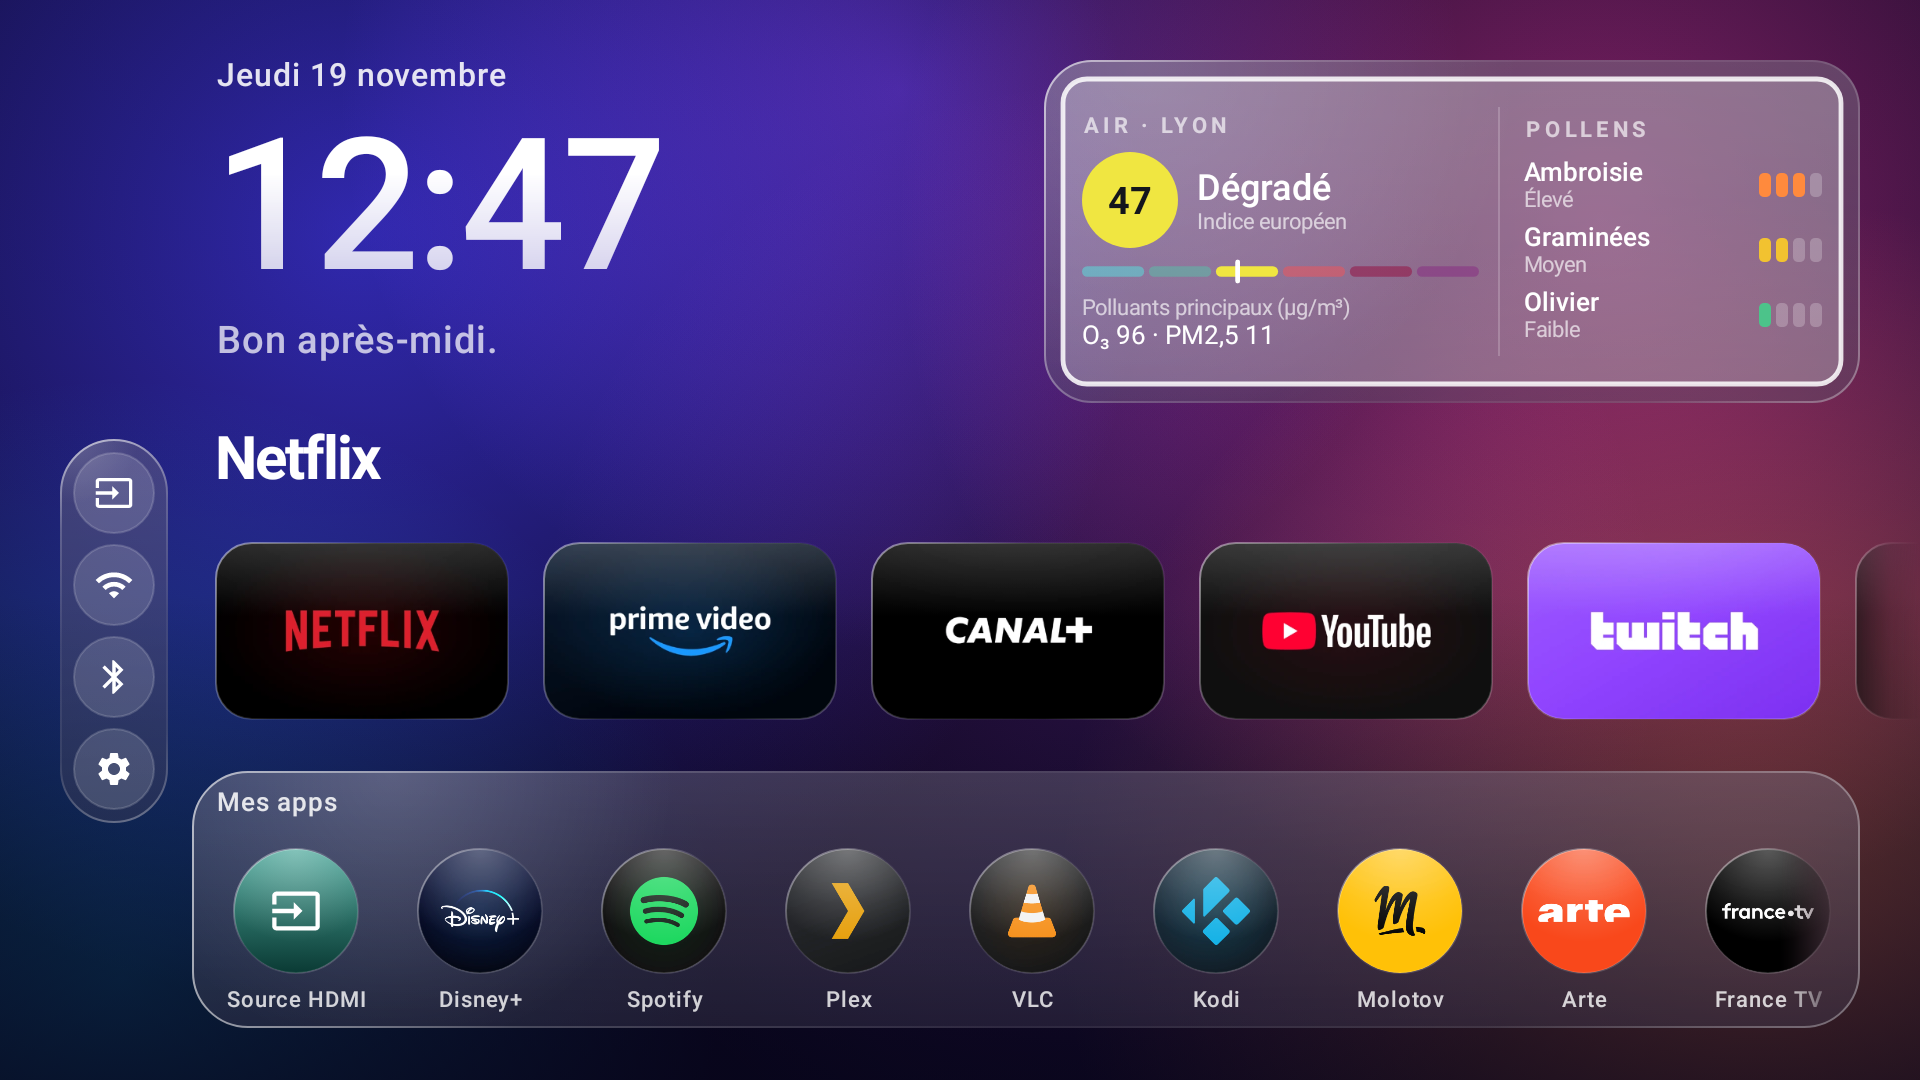 Jeudi 19 novembre
12:47
Bon après-midi.
AIR · LYON
47
Dégradé
Indice européen
Polluants principaux (µg/m³)
O₃ 96 · PM2,5 11
POLLENS
Ambroisie
Élevé
Graminées
Moyen
Olivier
Faible
Netflix
NETFLIX
prime video
CANAL+
YouTube
twitch
Mes apps
Disney+
M.
arte
france•tv
Source HDMI
Disney+
Spotify
Plex
VLC
Kodi
Molotov
Arte
France TV